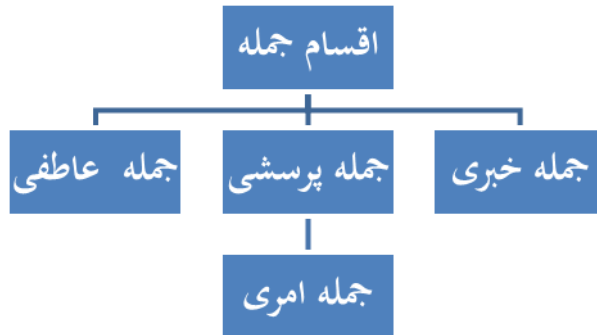 اقسام جمله
جمله خبری
جمله پرسشی
جمله عاطفی
جمله امری